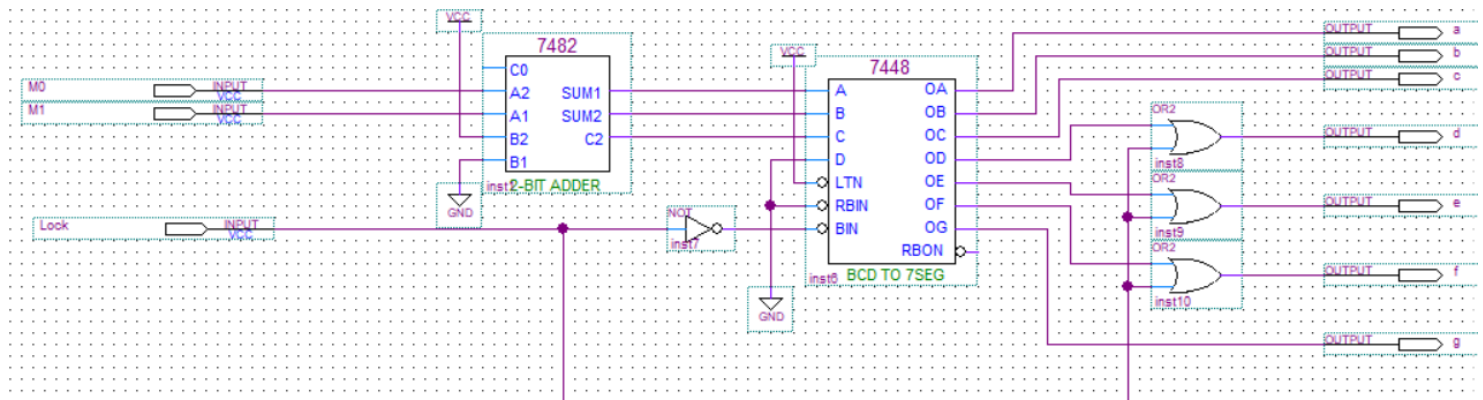 VCC
7482
C0
A2
A1
B2
B1
SUM1
SUM2
C2
inst1
2-BIT ADDER
GND
M0
INPUT
VCC
M1
INPUT
VCC
Lock
INPUT
VCC
NOT
inst7
VCC
7448
A
B
C
D
LTN
RBIN
BIN
OA
OB
OC
OD
OE
OF
OG
RBON
inst6
BCD TO 7SEG
GND
OR2
inst8
OR2
inst9
OR2
inst10
OUTPUT
a
OUTPUT
b
OUTPUT
c
OUTPUT
d
OUTPUT
e
OUTPUT
f
OUTPUT
g